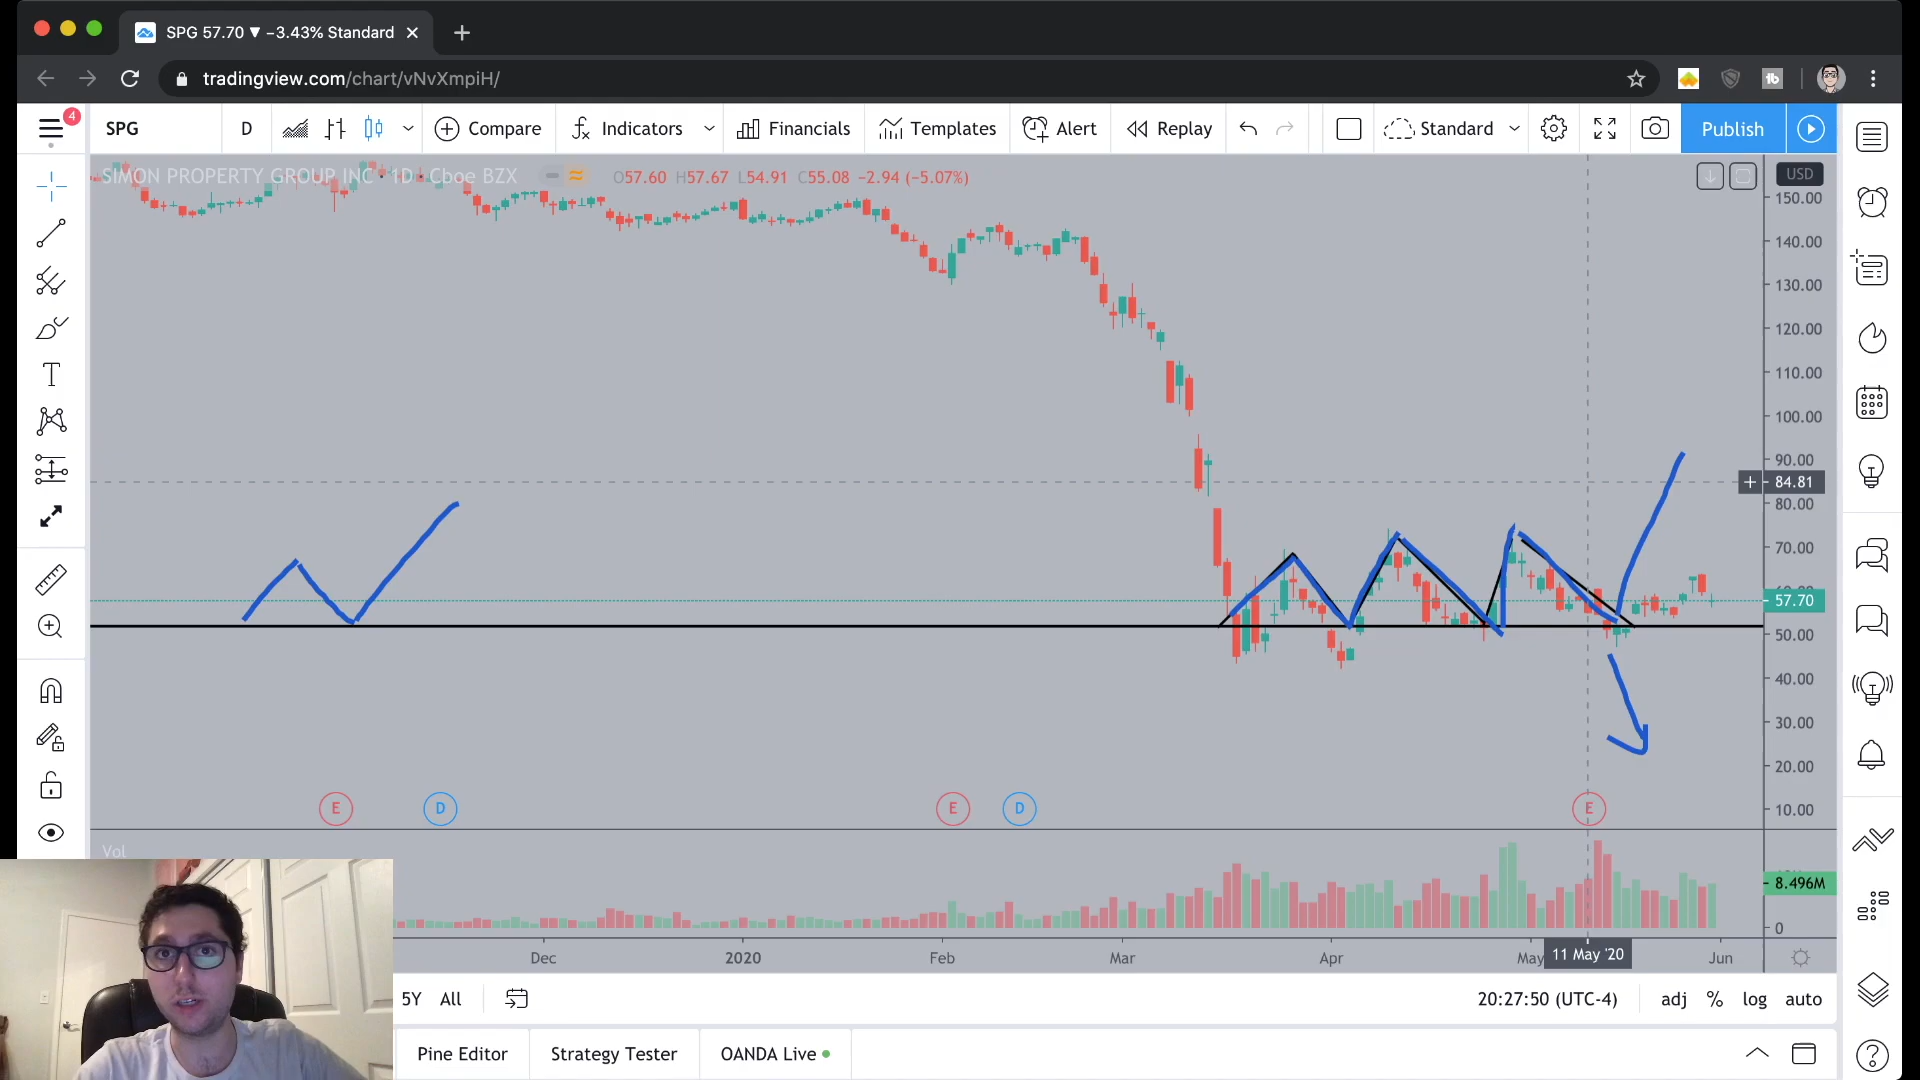 SPG 57.70 ▼ −3.43% Standard
tradingview.com/chart/vNvXmpiH/
4
SPG
D
Compare
Indicators
Financials
Templates
Alert
Replay
Standard
Publish
SIMON PROPERTY GROUP INC • 1D • Cboe BZX
O57.60 H57.67 L54.91 C55.08 −2.94 (−5.07%)
USD
150.00
140.00
130.00
120.00
110.00
100.00
90.00
84.81
80.00
70.00
57.70
50.00
40.00
30.00
20.00
10.00
E
D
E
D
E
Vol
8.496M
0
Dec
2020
Feb
Mar
Apr
May
11 May '20
Jun
5Y
All
20:27:50 (UTC-4)
adj
%
log
auto
Pine Editor
Strategy Tester
OANDA Live